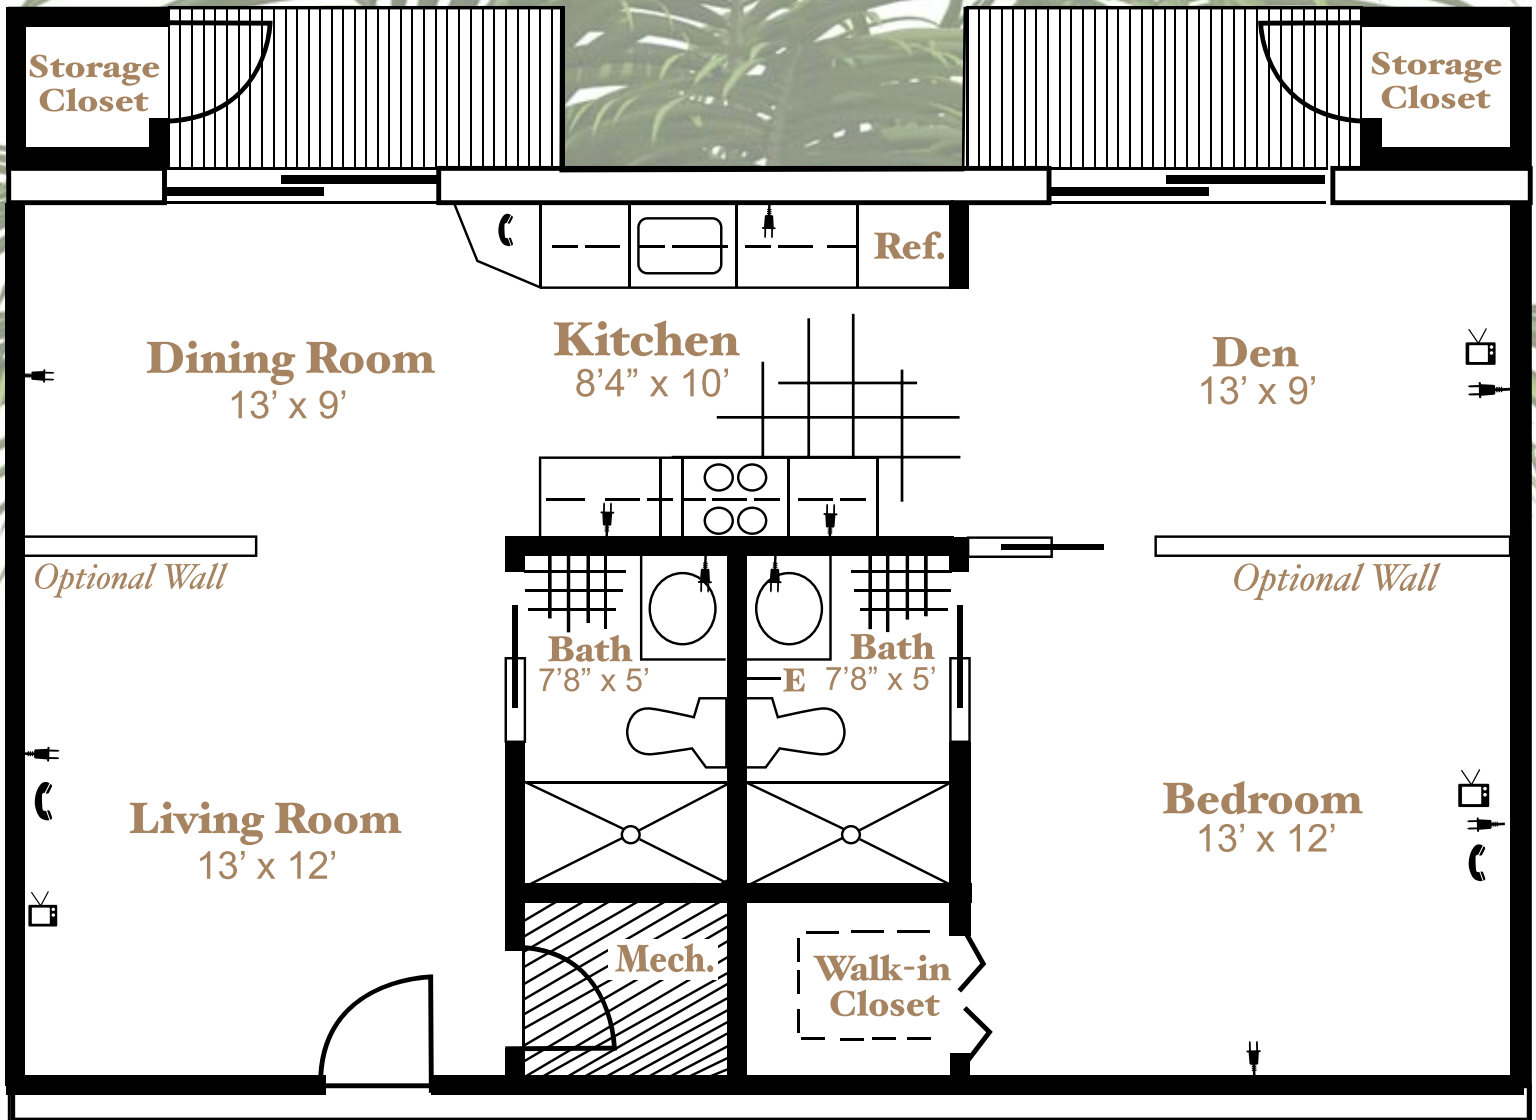 Storage
Closet
Storage
Closet
Ref.
Dining Room
13’ x 9’
Kitchen
8’4” x 10’
Den
13’ x 9’
Optional Wall
Optional Wall
Bath
7’8” x 5’
Bath
7’8” x 5’
E
Living Room
13’ x 12’
Bedroom
13’ x 12’
Mech.
Walk-in
Closet